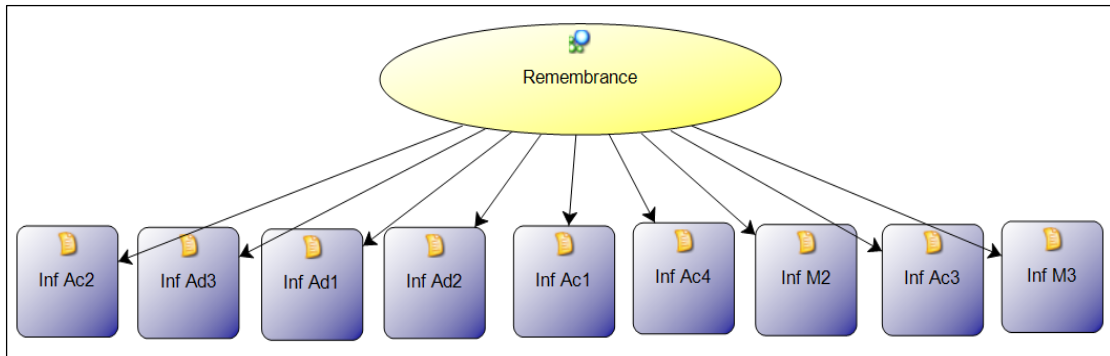 Remembrance
Inf Ac2
Inf Ad3
Inf Ad1
Inf Ad2
Inf Ac1
Inf Ac4
Inf M2
Inf Ac3
Inf M3